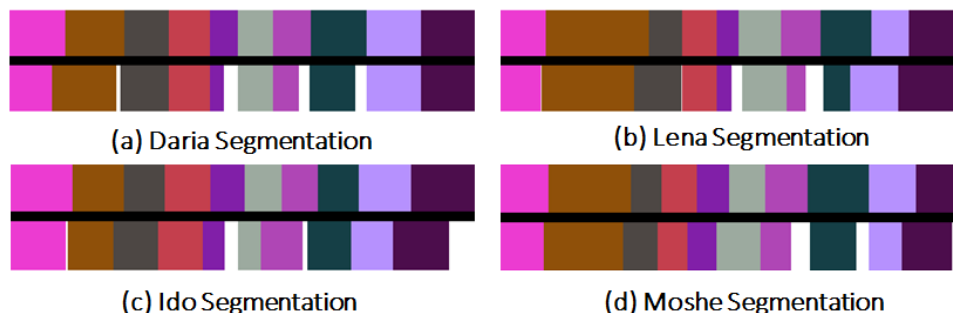 (a) Daria Segmentation
(b) Lena Segmentation
(c) Ido Segmentation
(d) Moshe Segmentation